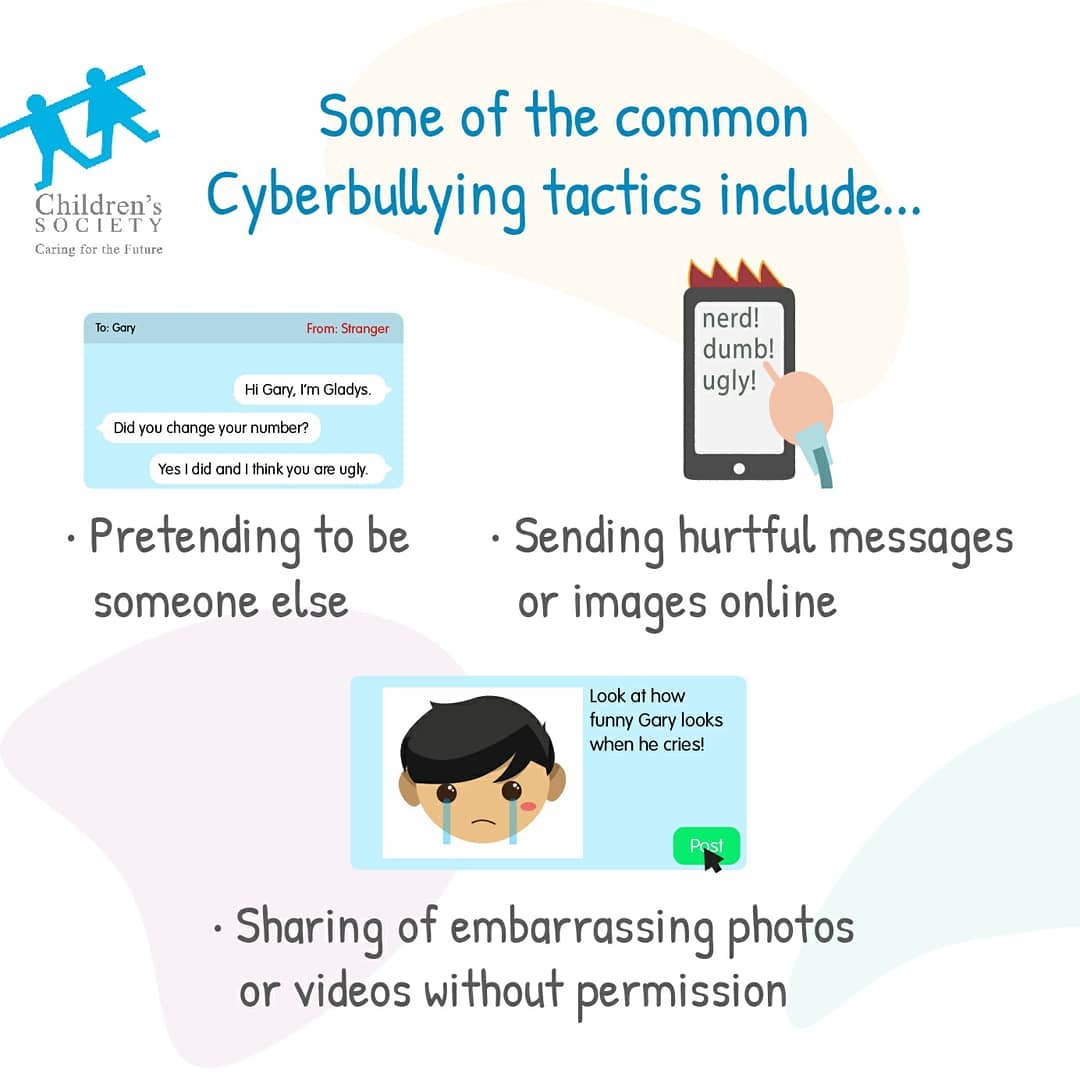 Children's
SOCIETY
Caring for the Future
Some of the common
Cyberbullying tactics include...
To: Gary
From: Stranger
Hi Gary, I'm Gladys.
Did you change your number?
Yes I did and I think you are ugly.
• Pretending to be
someone else
nerd!
dumb!
ugly!
• Sending hurtful messages
or images online
Look at how
funny Gary looks
when he cries!
Post
• Sharing of embarrassing photos
or videos without permission